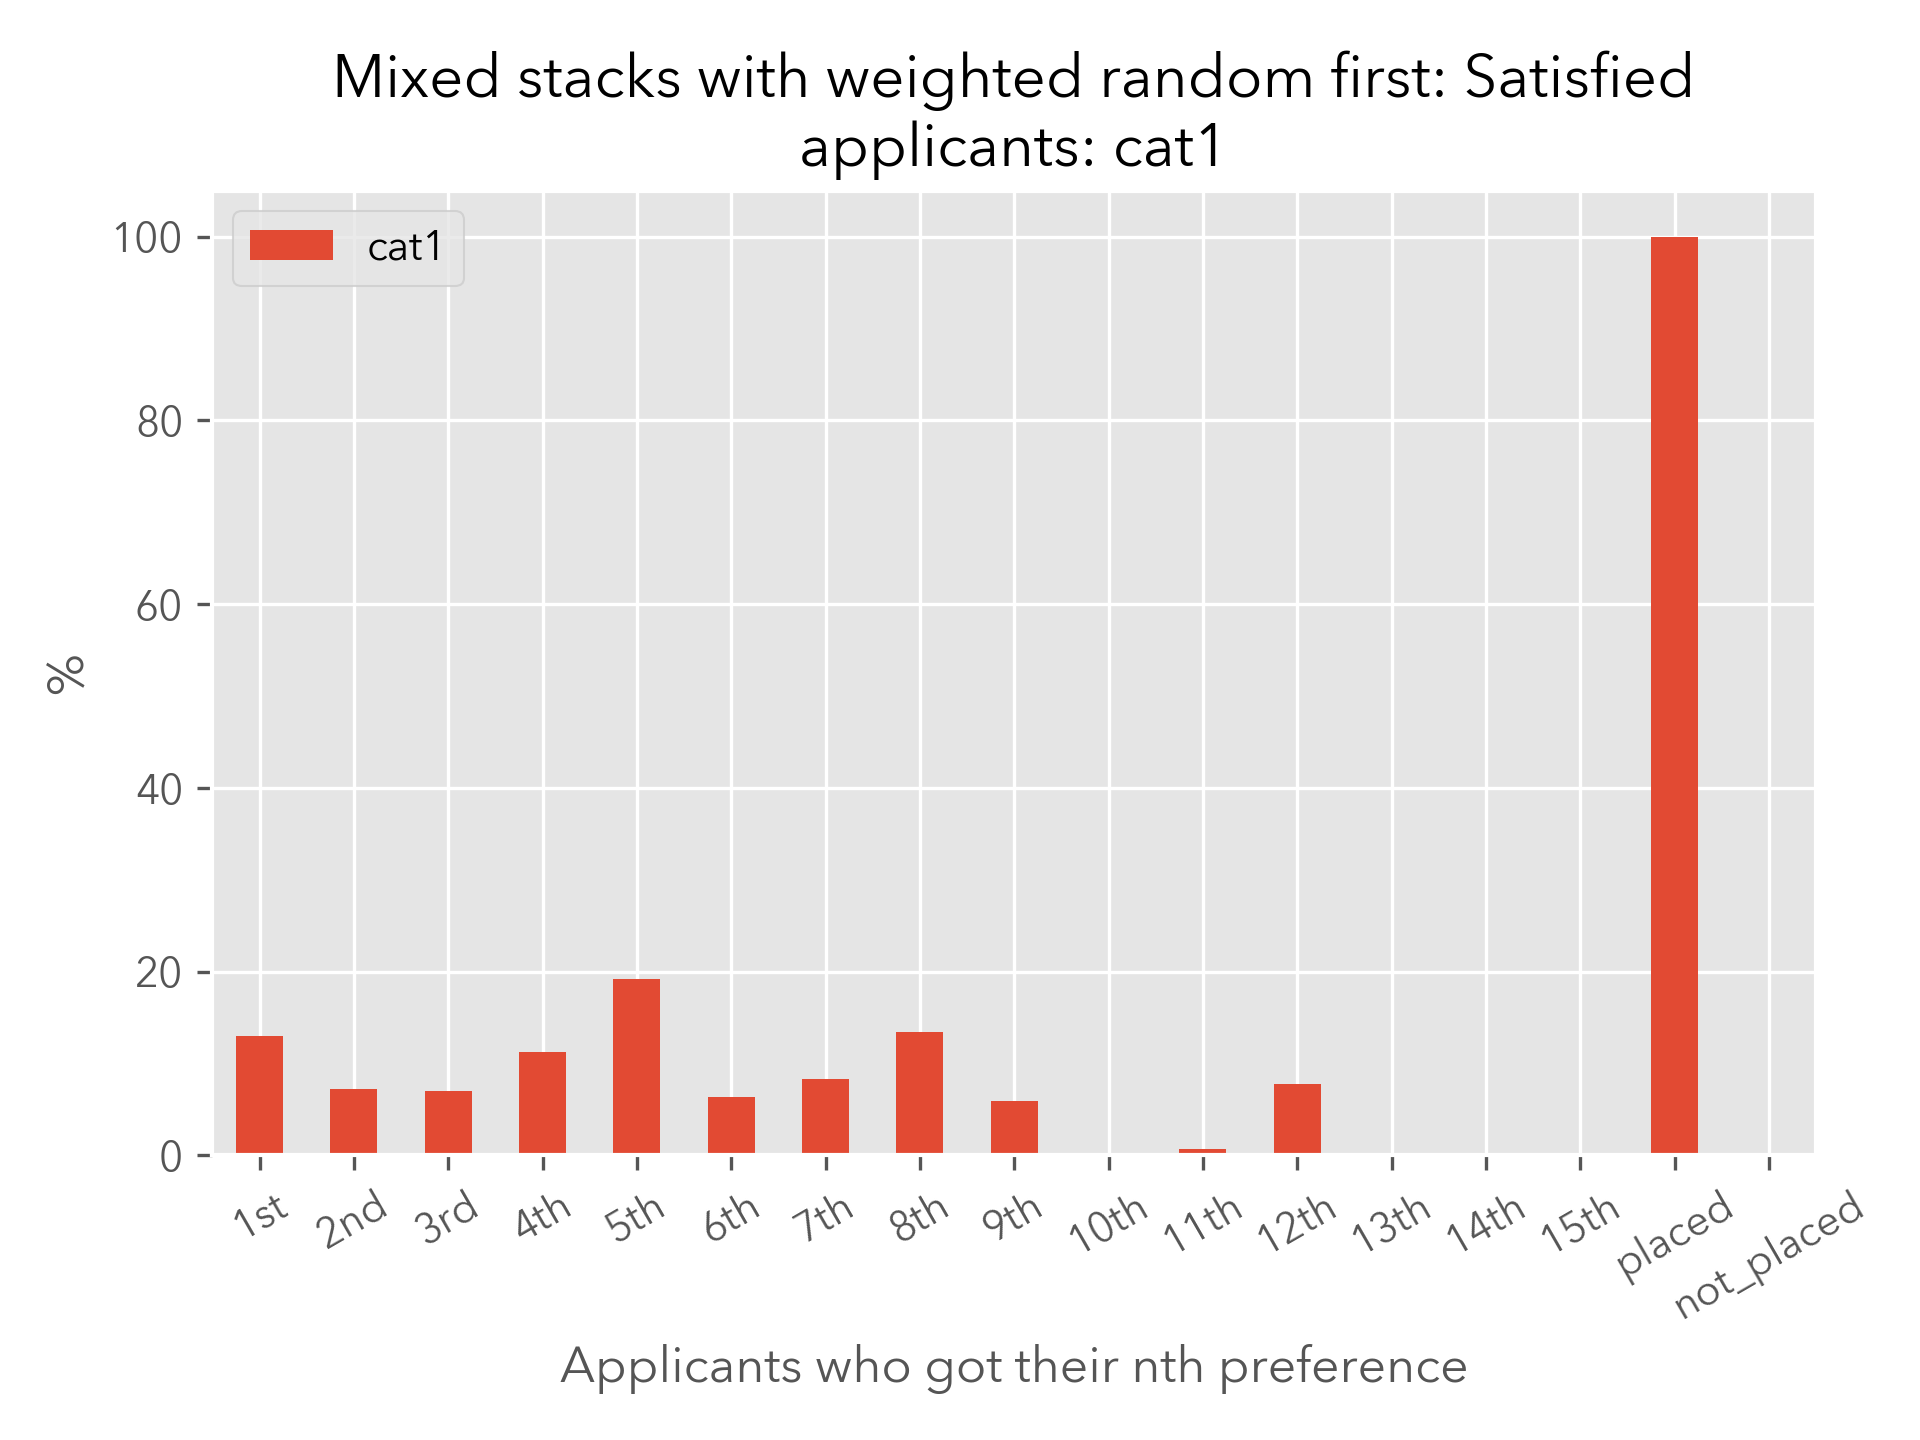 Mixed stacks with weighted random first: Satisfied
applicants: cat1
cat1
100
80
60
40
20
0
%
1st 2nd 3rd 4th 5th 6th 7th 8th 9th 10th 11th 12th 13th 14th 15th placed not_placed
Applicants who got their nth preference